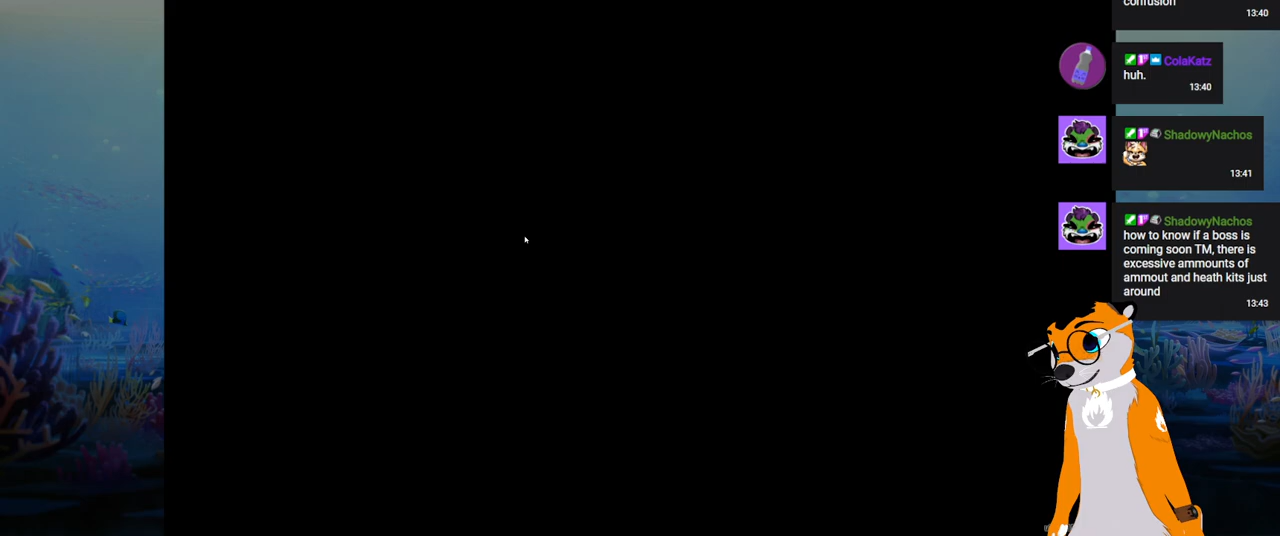 confusion
13:40
ColaKatz
huh.
13:40
ShadowyNachos
13:41
ShadowyNachos
how to know if a boss is
coming soon TM, there is
excessive ammounts of
ammout and heath kits just
around
13:43